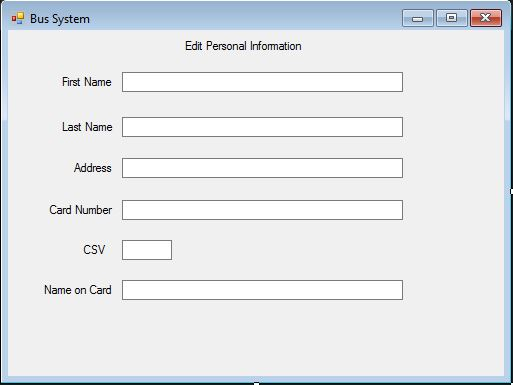 Bus System
Edit Personal Information
First Name
Last Name
Address
Card Number
CSV
Name on Card